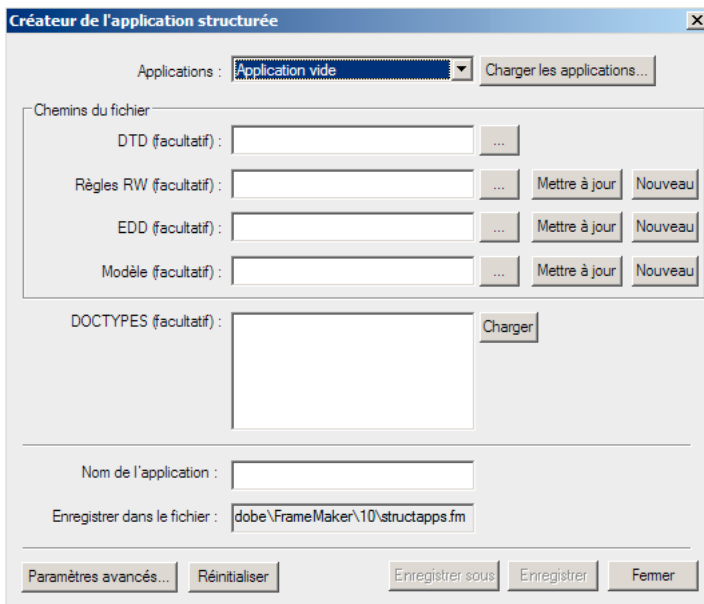 Créateur de l'application structurée
Applications : Application vide Charger les applications...
Chemins du fichier
DTD (facultatif) : ...
Règles RW (facultatif) : ... Mettre à jour Nouveau
EDD (facultatif) : ... Mettre à jour Nouveau
Modèle (facultatif) : ... Mettre à jour Nouveau
DOCTYPES (facultatif) : Charger
Nom de l'application :
Enregistrer dans le fichier : dobe\FrameMaker\10\structapps.fm
Paramètres avancés... Réinitialiser Enregistrer sous Enregistrer Fermer